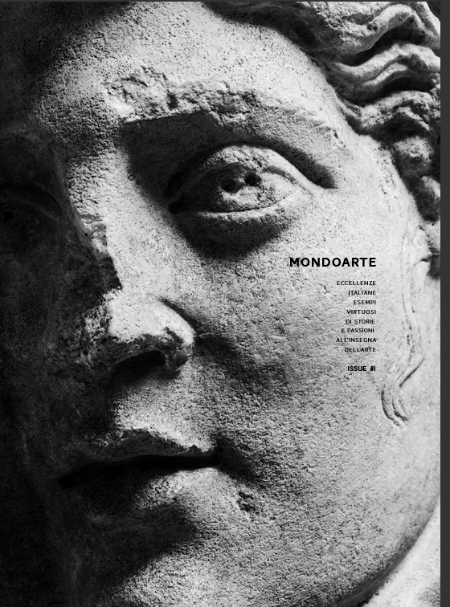 MONDOARTE
ECCELLENZE
ITALIANE
ESEMPI
VIRTUOSI
DI STORIE
E PASSIONI
ALL'INSEGNA
DELL'ARTE
ISSUE #1